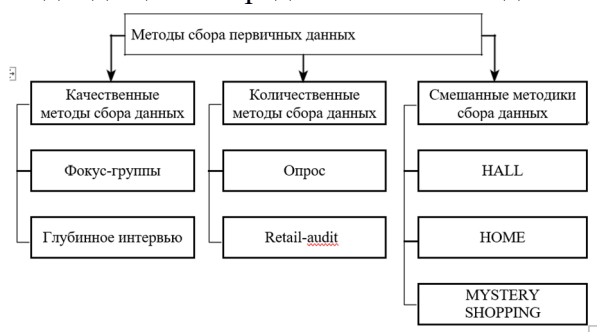 Методы сбора первичных данных
Качественные
методы сбора данных
Количественные
методы сбора данных
Смешанные методики
сбора данных
Фокус-группы
Опрос
HALL
Глубинное интервью
Retail-audit
HOME
MYSTERY
SHOPPING